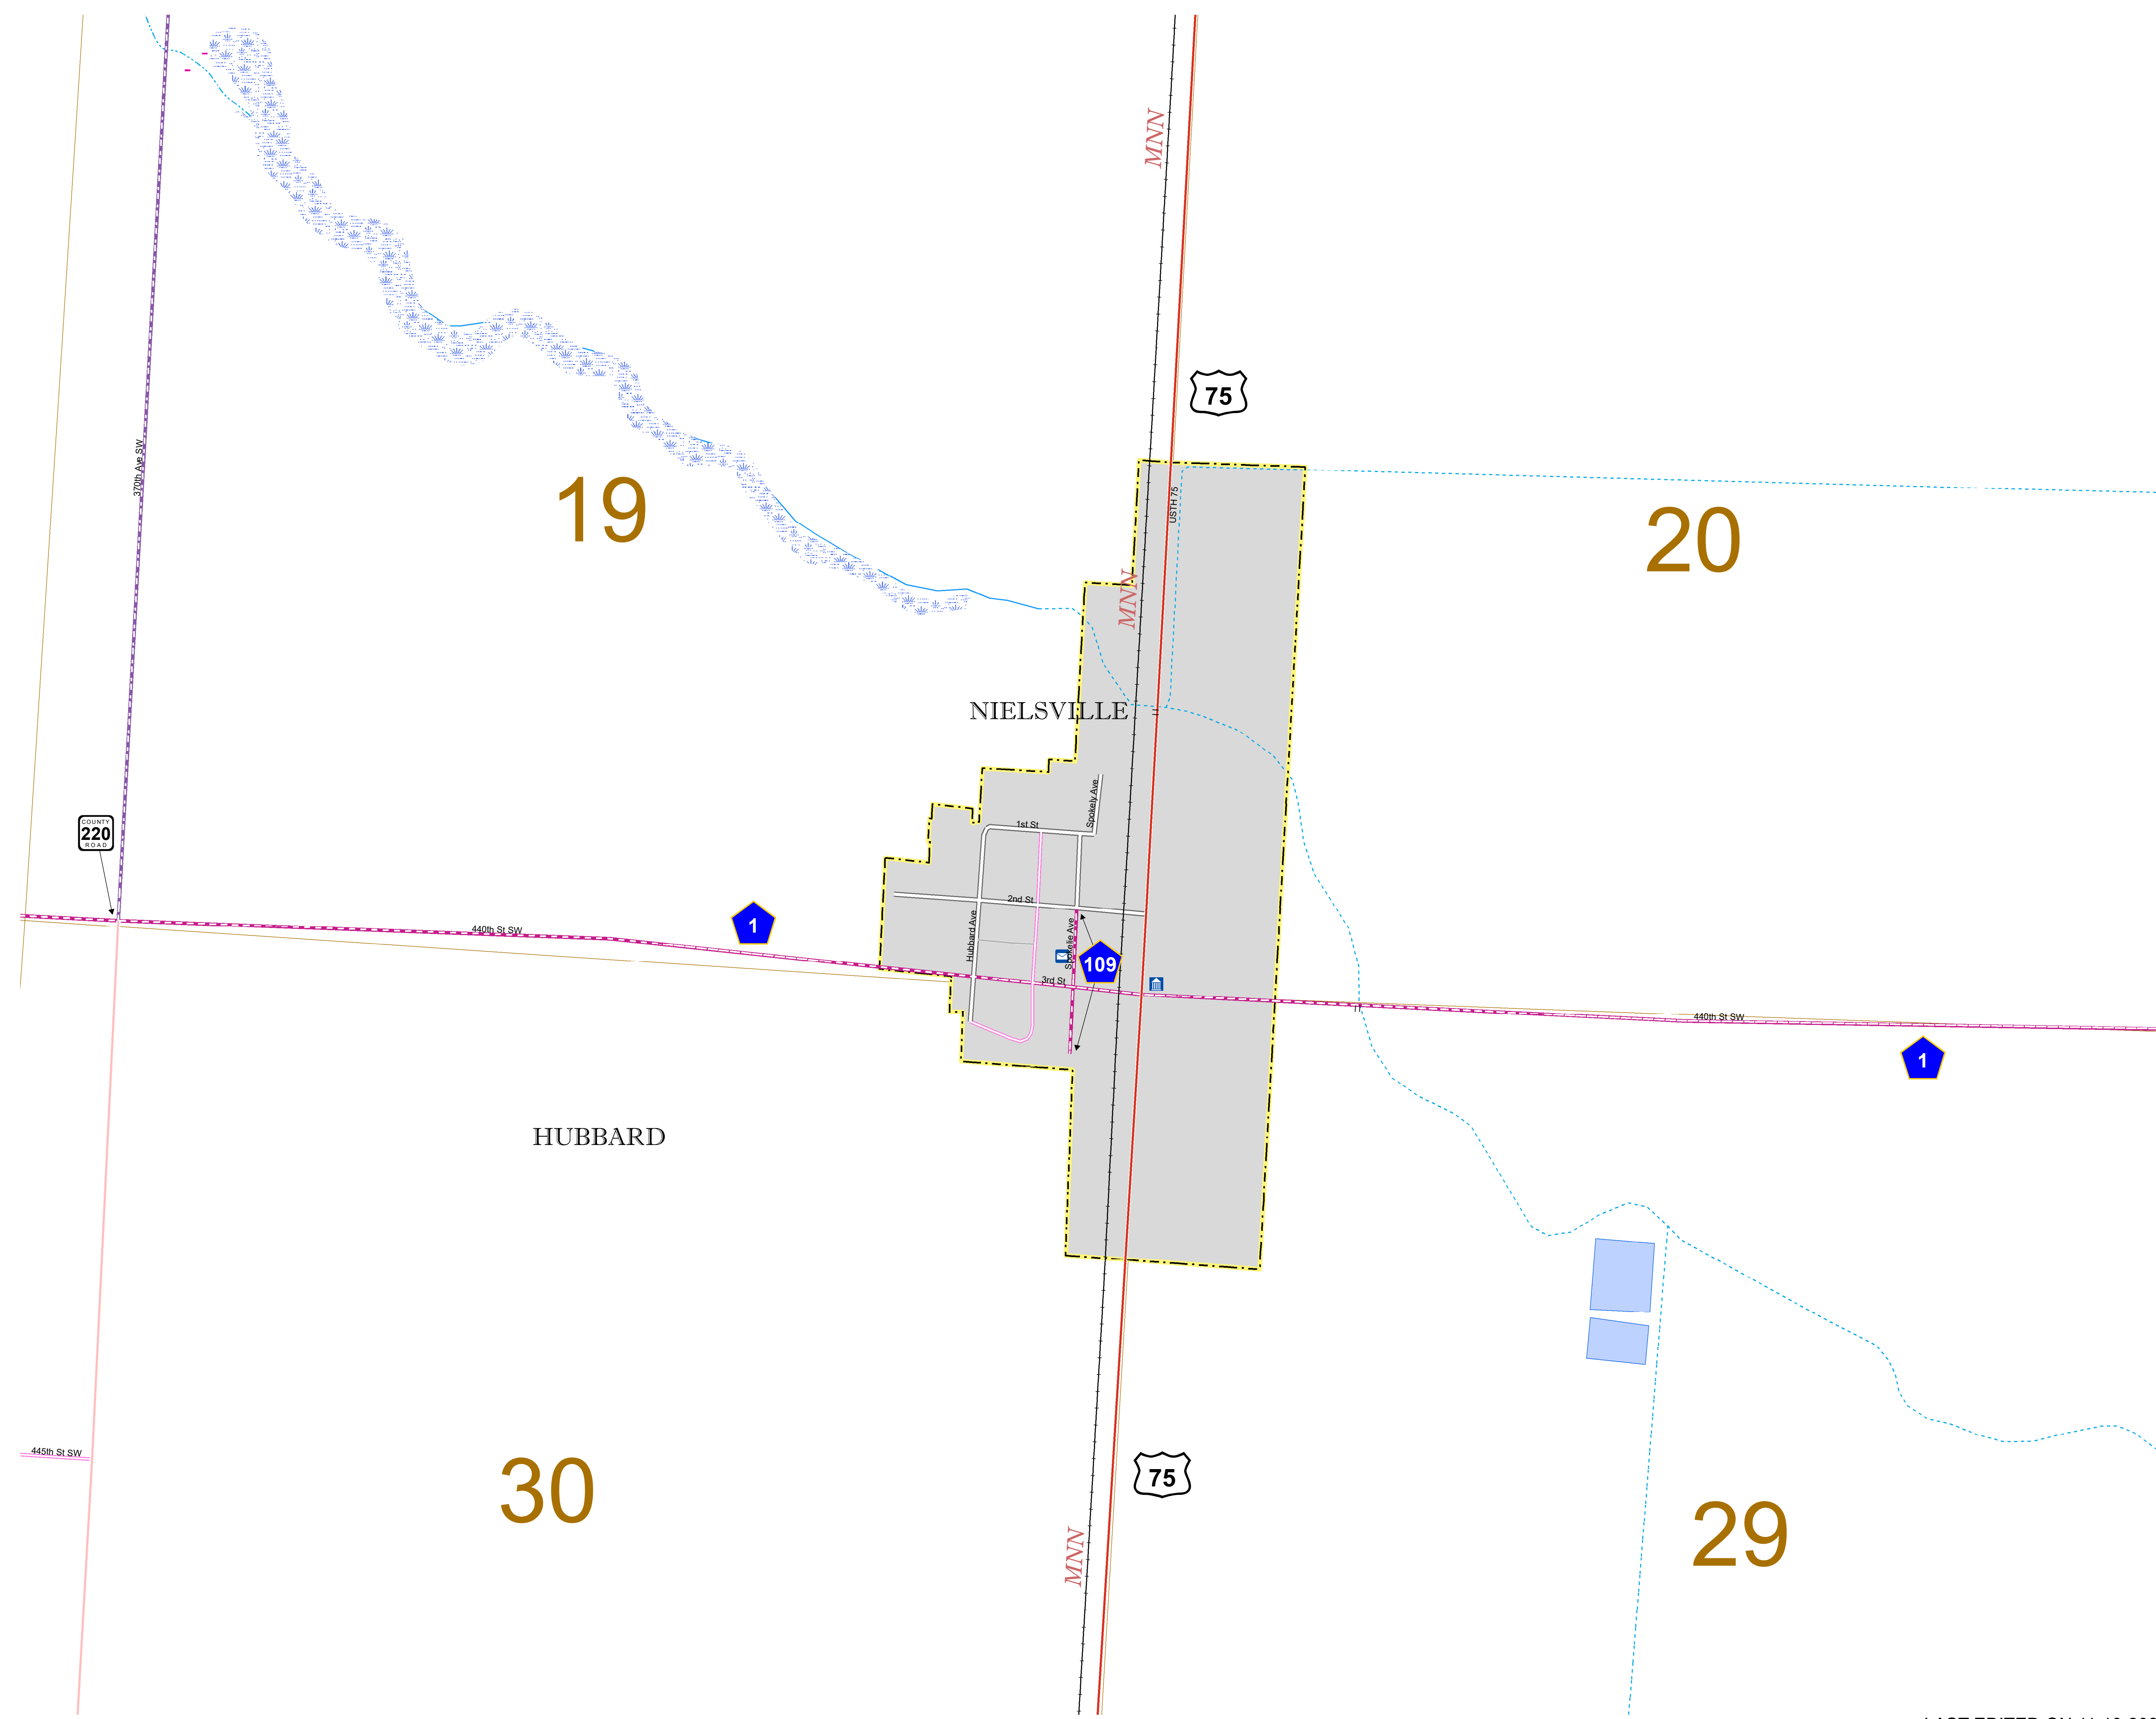 MNN
75
370th Ave SW
19
USTH 75
20
MNN
NIELSVILLE
Spokely Ave
COUNTY
220
ROAD
1st St
2nd St
1
440th St SW
Hubbard Ave
Spokelie Ave
109
3rd St
440th St SW
1
HUBBARD
445th St SW
30
75
29
MNN